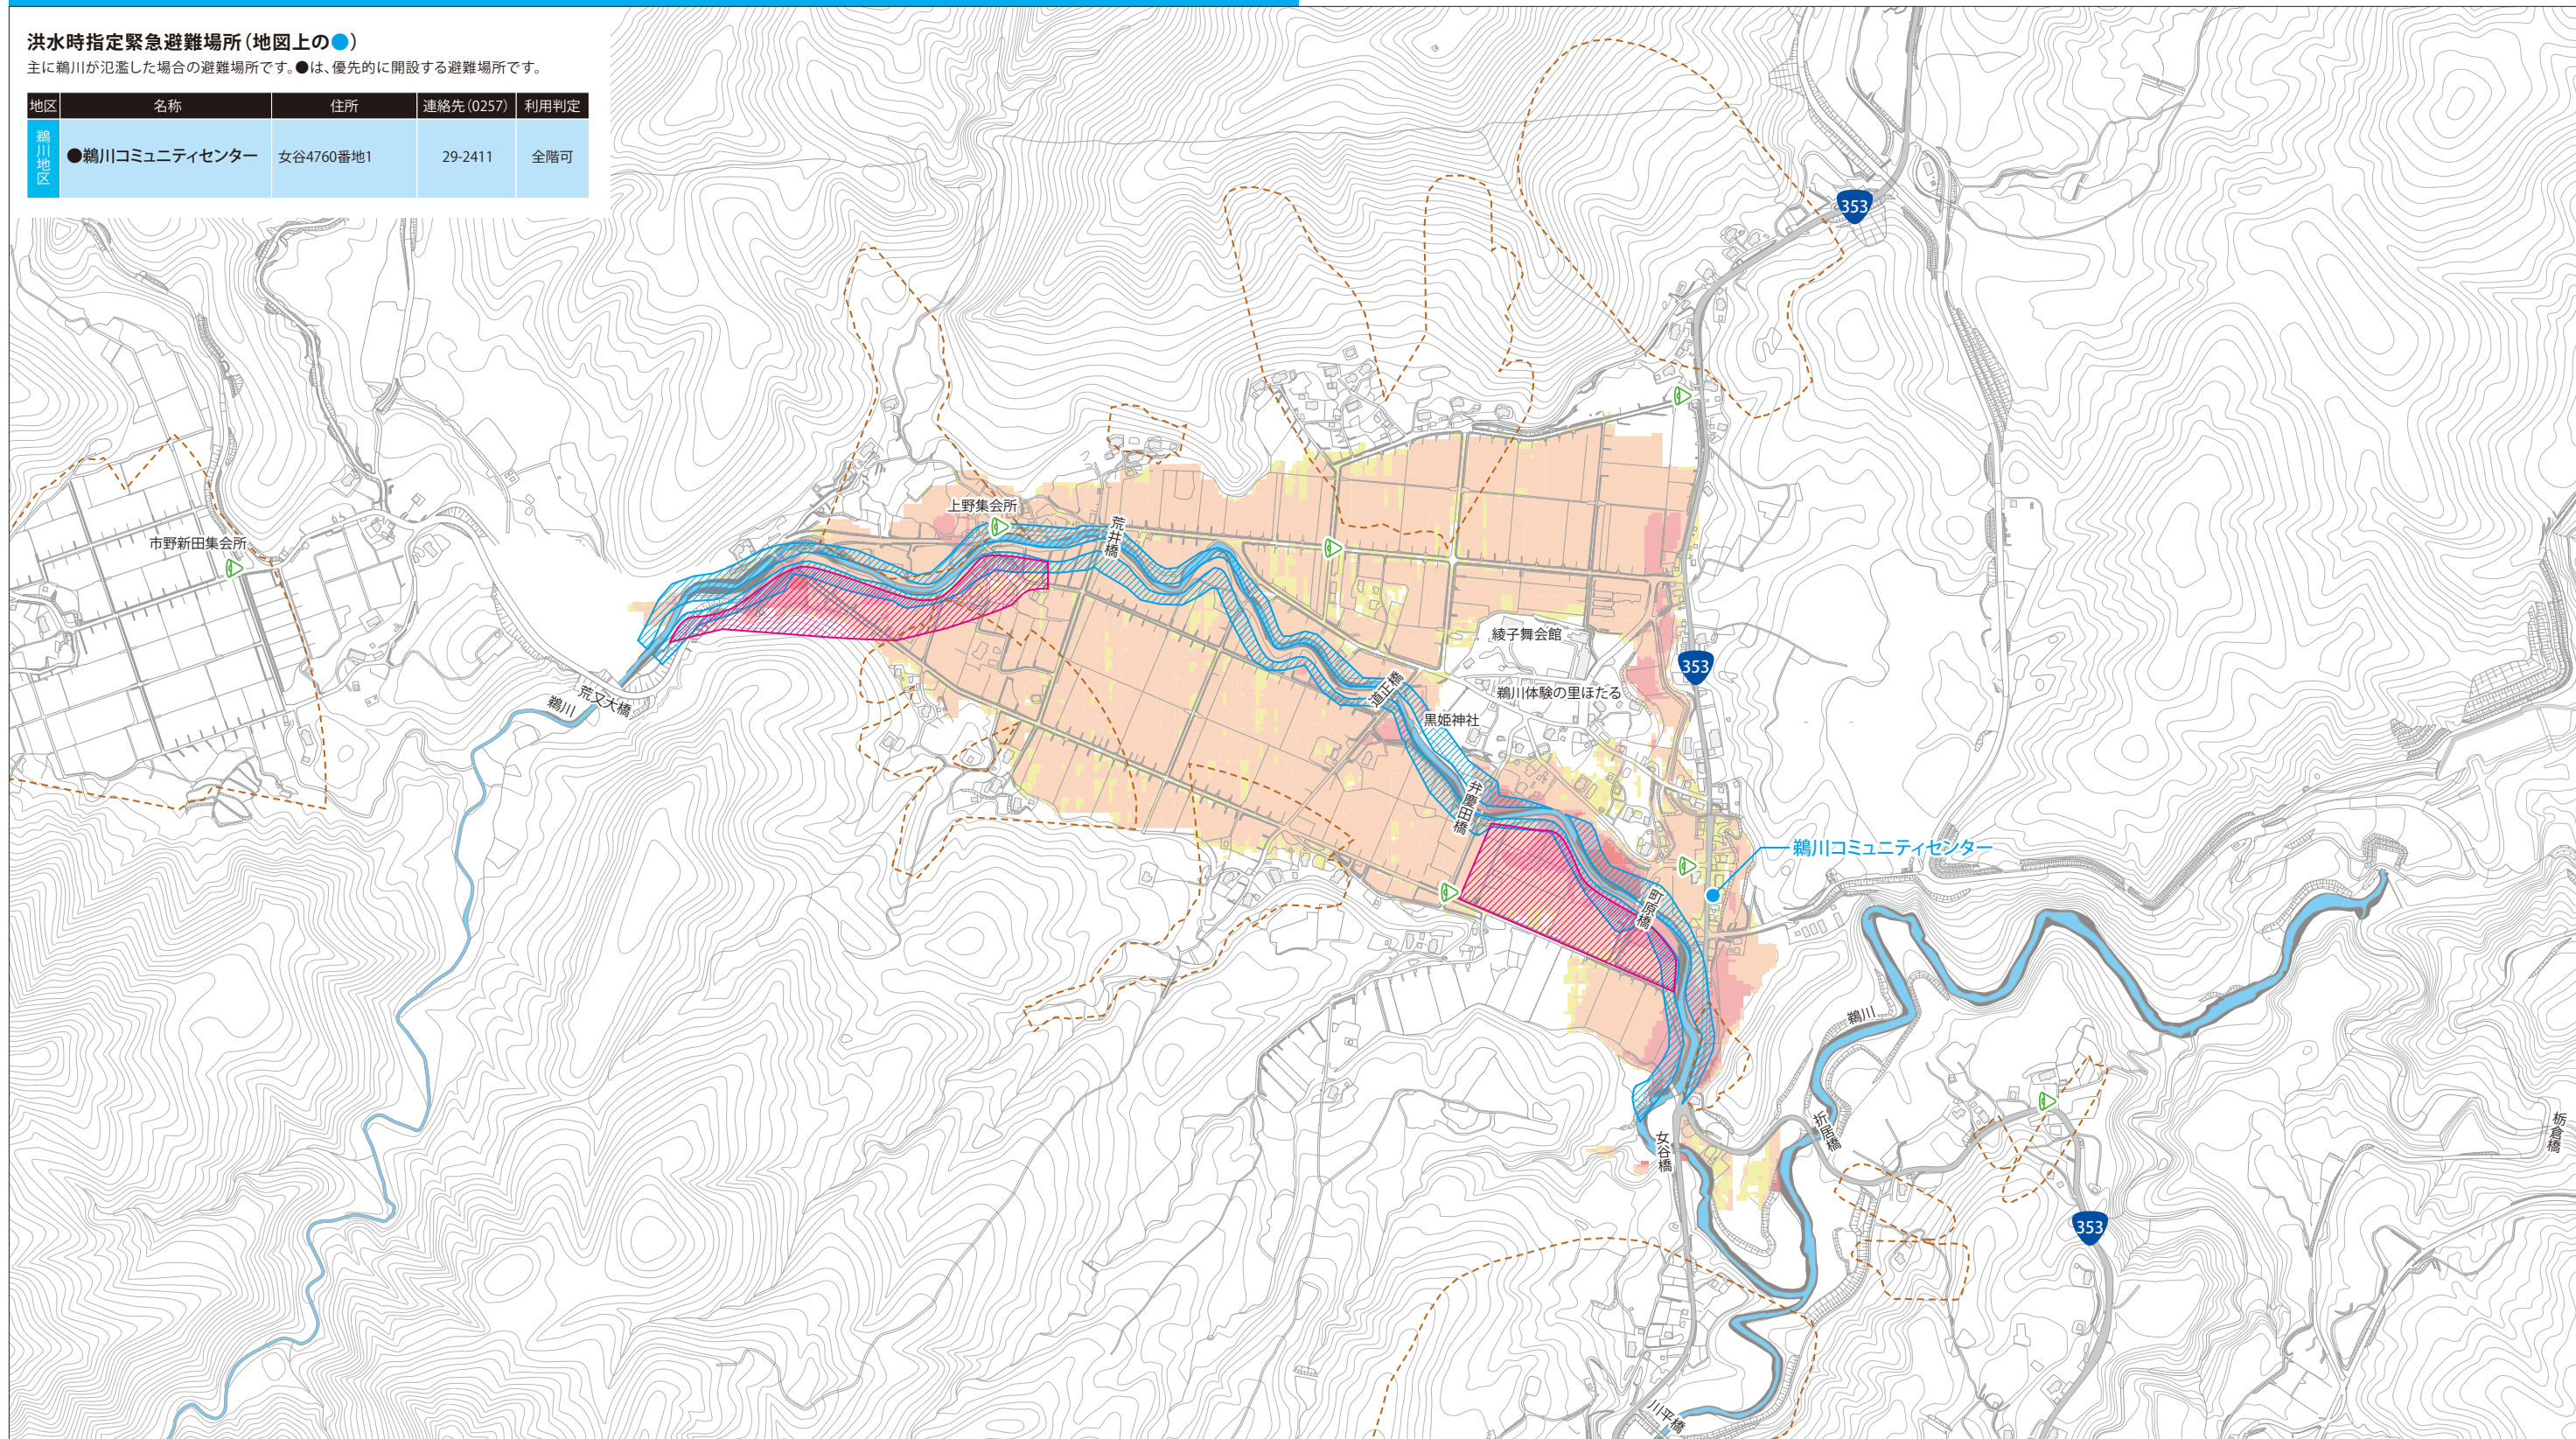 洪水時指定緊急避難場所(地図上の●)
主に鵜川が氾濫した場合の避難場所です。●は、優先的に開設する避難場所です。
地区 名称 住所 連絡先(0257) 利用判定
鵜川地区 ●鵜川コミュニティセンター 女谷4760番地1 29-2411 全階可
353
上野集会所
荒井橋
市野新田集会所
綾子舞会館
353
道正橋
鵜川体験の里ほたる
荒又大橋
鵜川
黒姫神社
弁慶田橋
鵜川コミュニティセンター
町原橋
鵜川
折居橋
栃倉橋
女谷橋
353
川平橋